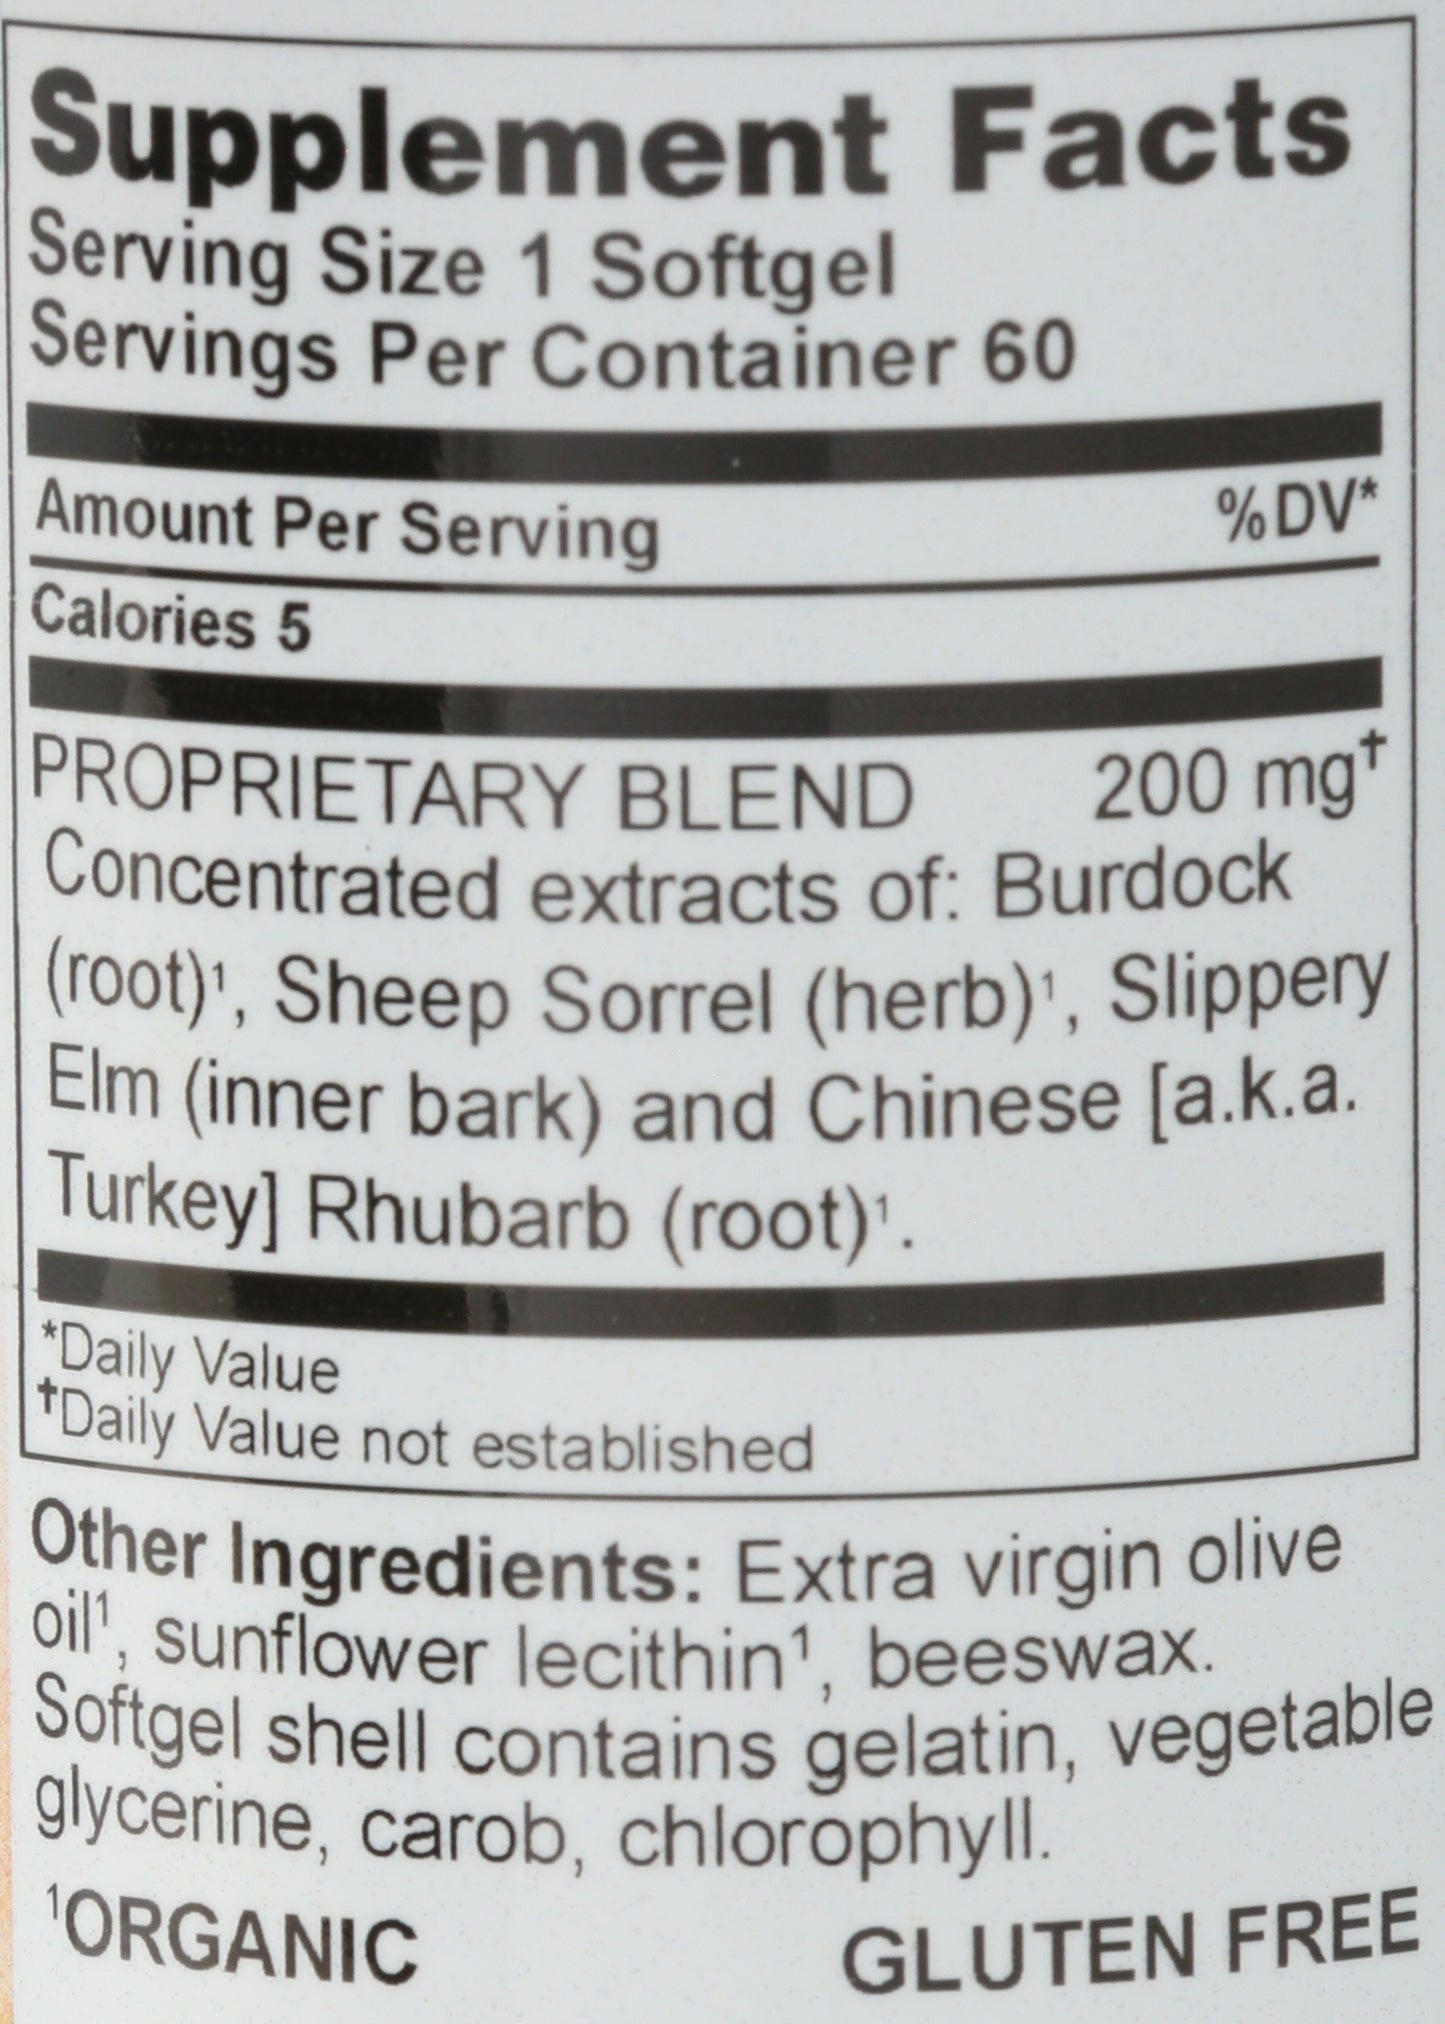 Supplement Facts
Serving Size 1 Softgel
Servings Per Container 60
Amount Per Serving %DV*
Calories 5
PROPRIETARY BLEND 200 mg†
Concentrated extracts of: Burdock
(root)¹, Sheep Sorrel (herb)¹, Slippery
Elm (inner bark) and Chinese [a.k.a.
Turkey] Rhubarb (root)¹.
*Daily Value
†Daily Value not established
Other Ingredients: Extra virgin olive
oil¹, sunflower lecithin¹, beeswax.
Softgel shell contains gelatin, vegetable
glycerine, carob, chlorophyll.
¹ORGANIC GLUTEN FREE